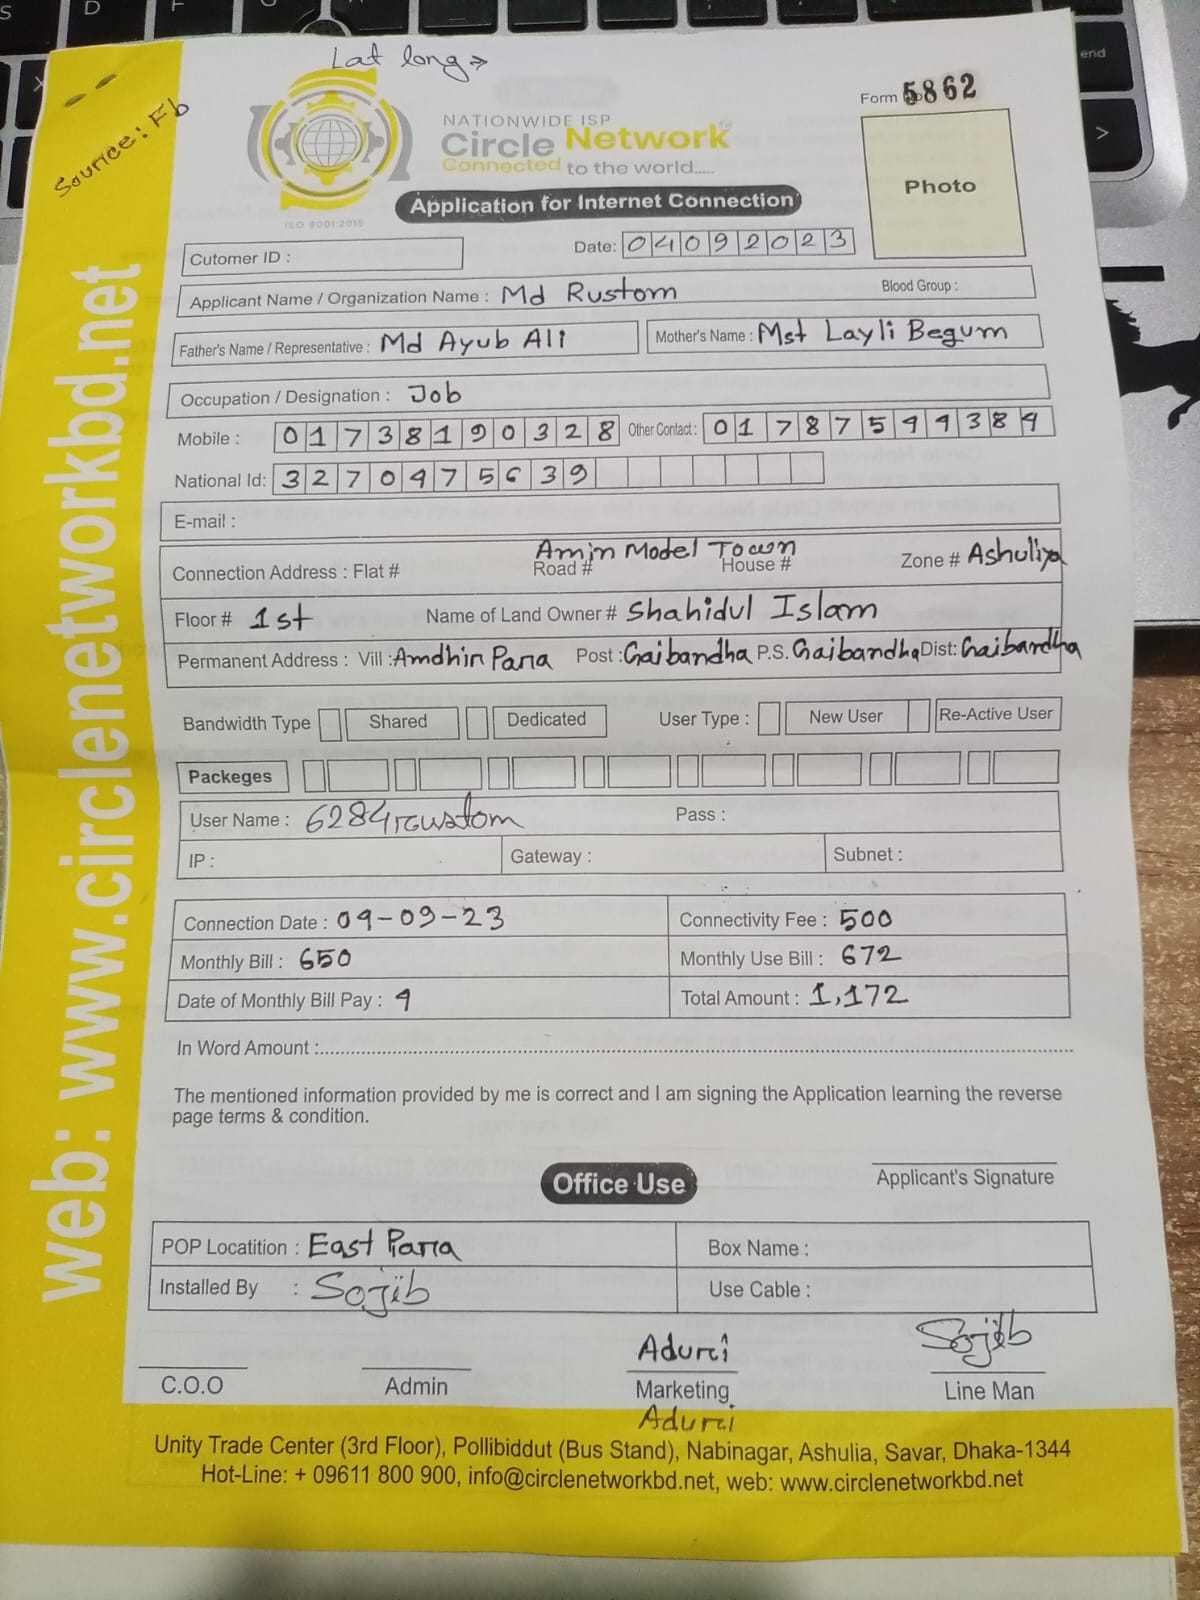 Lat long →
Source: Fb
Form 5862
NATIONWIDE ISP
Circle Network
Connected to the world.....
ISO 9001:2015
Photo
Application for Internet Connection
Cutomer ID :
Date: 04092023
Applicant Name / Organization Name : Md Rustom Blood Group :
Father's Name / Representative : Md Ayub Ali Mother's Name : Mst Layli Begum
Occupation / Designation : Job
Mobile : 01738190328 Other Contact : 01787599389
National Id: 3270975639
E-mail :
Amin Model Town
Connection Address : Flat # Road # House # Zone # Ashuliya
Floor # 1st Name of Land Owner # Shahidul Islam
Permanent Address : Vill : Amdhir Para Post : Gaibandha P.S. Gaibandha Dist: Gaibandha
Bandwidth Type Shared Dedicated User Type : New User Re-Active User
Packeges
User Name : 6284rustom Pass :
IP : Gateway : Subnet :
Connection Date : 09-09-23 Connectivity Fee : 500
Monthly Bill : 650 Monthly Use Bill : 672
Date of Monthly Bill Pay : 9 Total Amount : 1,172
In Word Amount :
The mentioned information provided by me is correct and I am signing the Application learning the reverse
page terms & condition.
Applicant's Signature
Office Use
POP Locatition : East Para Box Name :
Installed By : Sojib Use Cable :
Aduri Sojib
C.O.O Admin Marketing Line Man
Aduri
Unity Trade Center (3rd Floor), Pollibiddut (Bus Stand), Nabinagar, Ashulia, Savar, Dhaka-1344
Hot-Line: + 09611 800 900, info@circlenetworkbd.net, web: www.circlenetworkbd.net
web: www.circlenetworkbd.net
end